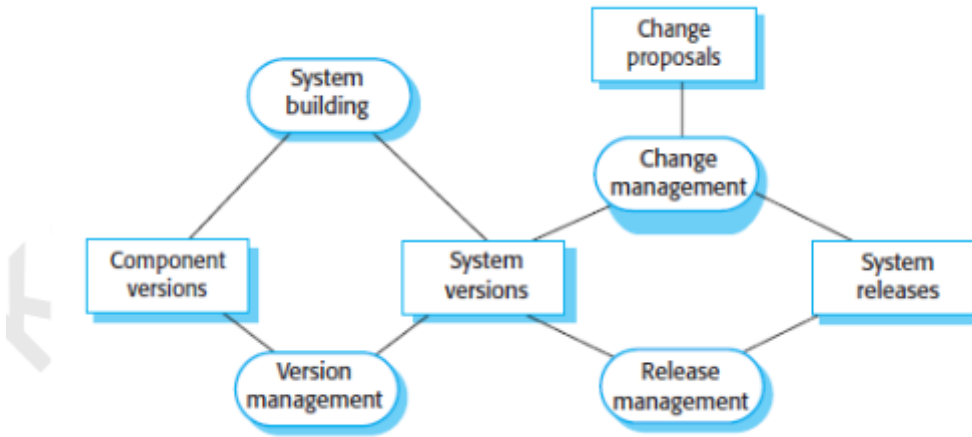 Change
proposals
System
building
Change
management
Component
versions
System
versions
System
releases
Version
management
Release
management